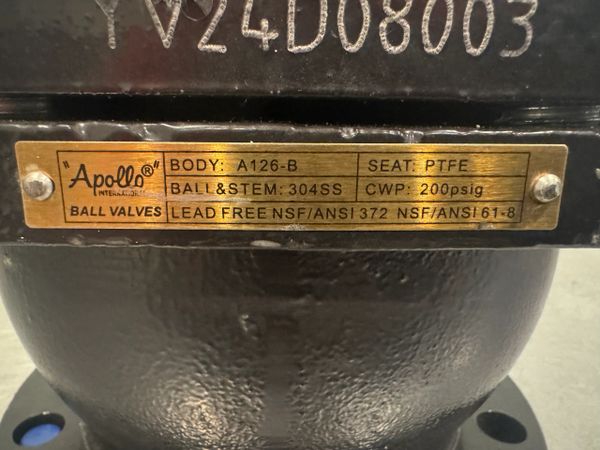 YV24D08003
"Apollo®"
INTERNATIONAL
BALL VALVES
BODY: A126-B
SEAT: PTFE
BALL&STEM: 304SS
CWP: 200psig
LEAD FREE NSF/ANSI 372 NSF/ANSI 61-8